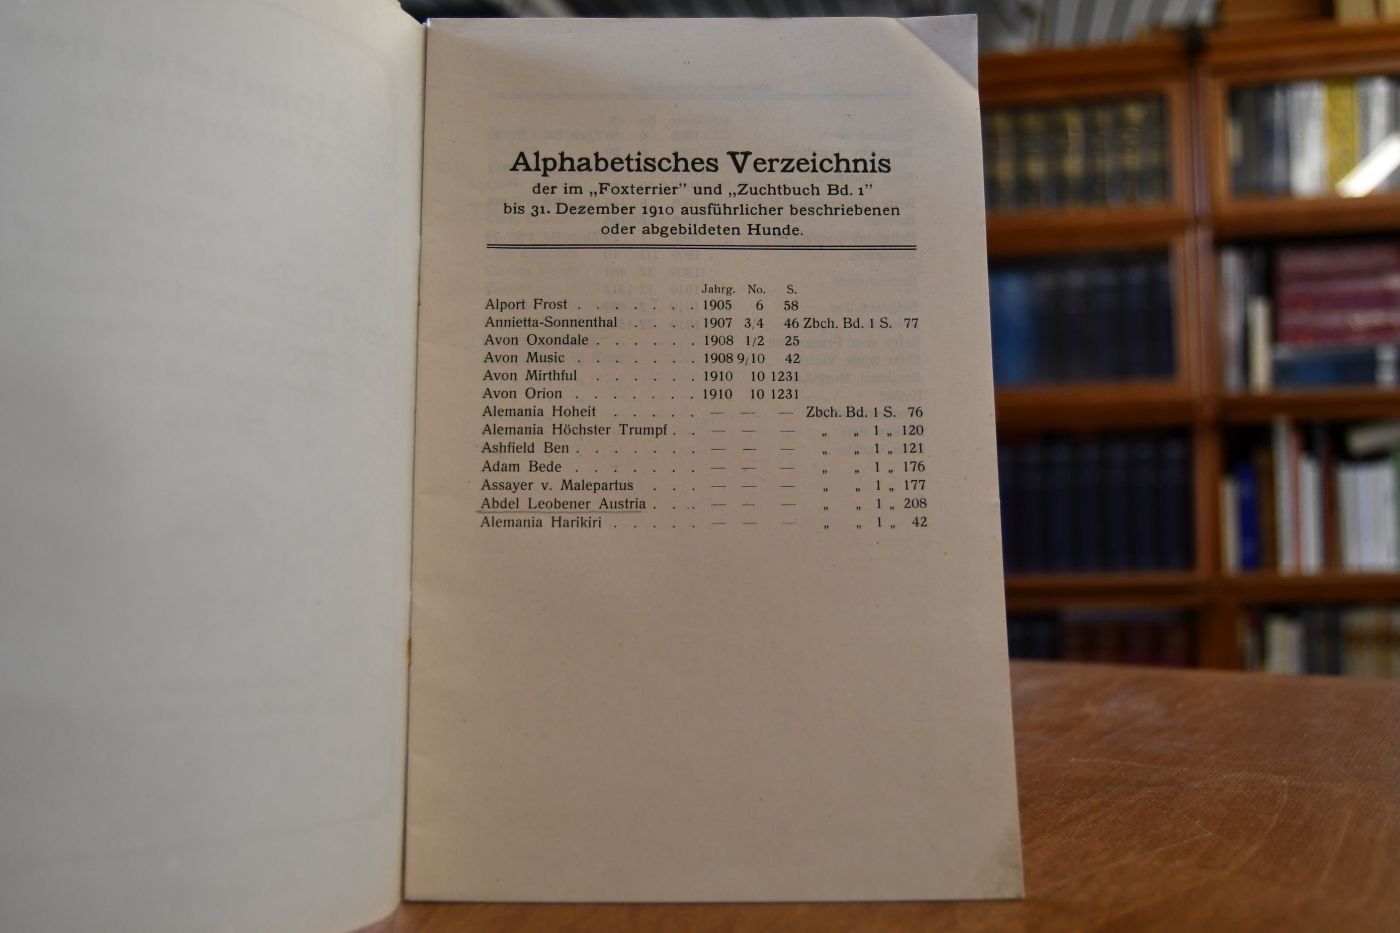 Alphabetisches Verzeichnis
der im „Foxterrier" und „Zuchtbuch Bd. 1"
bis 31. Dezember 1910 ausführlicher beschriebenen
oder abgebildeten Hunde.
Jahrg. No. S.
Alport Frost . . . . . . . 1905 6 58
Annietta-Sonnenthal . . . . 1907 3/4 46 Zbch. Bd. 1 S. 77
Avon Oxondale . . . . . . 1908 1/2 25
Avon Music . . . . . . . 1908 9/10 42
Avon Mirthful . . . . . . 1910 10 1231
Avon Orion . . . . . . . 1910 10 1231
Alemania Hoheit . . . . . — — — Zbch. Bd. 1 S. 76
Alemania Höchster Trumpf . . — — — „ „ 1 „ 120
Ashfield Ben . . . . . . . — — — „ „ 1 „ 121
Adam Bede . . . . . . . — — — „ „ 1 „ 176
Assayer v. Malepartus . . . — — — „ „ 1 „ 177
Abdel Leobener Austria . . . — — — „ „ 1 „ 208
Alemania Harikiri . . . . . — — — „ „ 1 „ 42